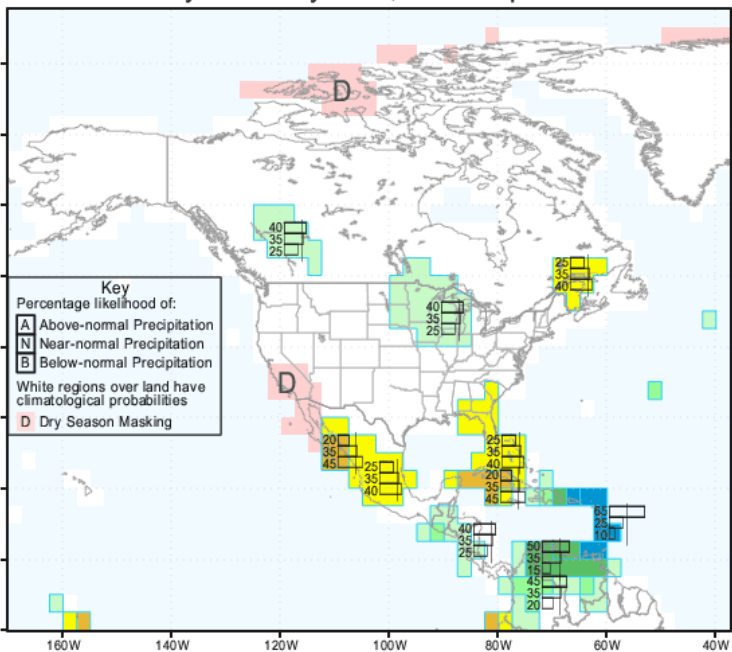 D
40
35
25
25
35
40
40
35
25
Key
Percentage likelihood of:
A Above-normal Precipitation
N Near-normal Precipitation
B Below-normal Precipitation
White regions over land have
climatological probabilities
D Dry Season Masking
D
20
35
45
25
35
40
25
35
40
20
35
45
40
35
25
25
10
50
35
15
45
35
20
160W 140W 120W 100W 80W 60W 40W